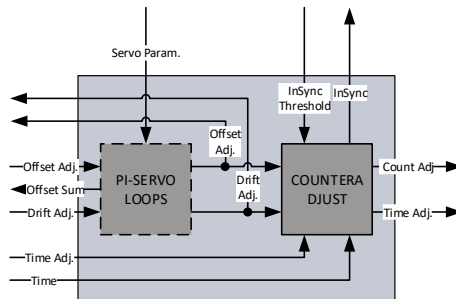 Servo Param.
InSync
Threshold
InSync
Offset
Adj.
Offset Adj.
PI-SERVO
LOOPS
COUNTERA
DJUST
Count Adj
Offset Sum
Drift
Adj.
Drift Adj.
Time Adj.
Time Adj.
Time